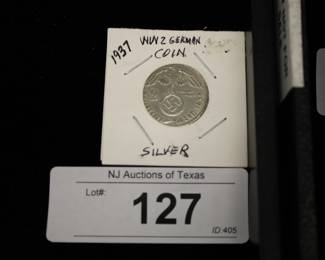 1937
WW2 GERMAN
COIN
SILVER
NJ Auctions of Texas
Lot#:
127
ID 405